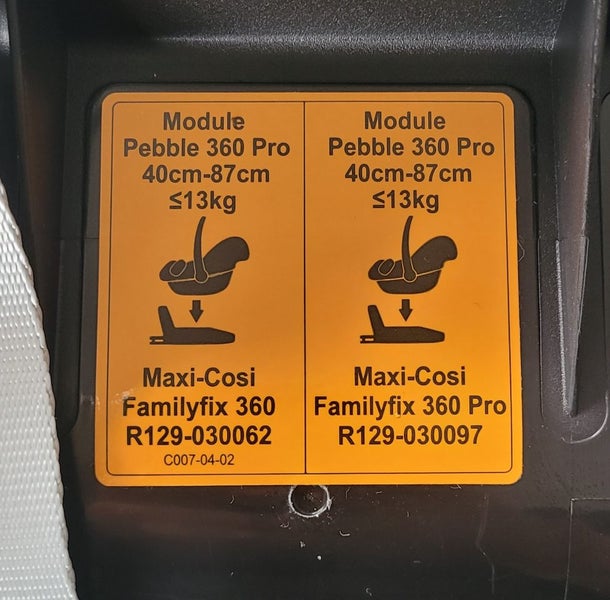 Module
Pebble 360 Pro
40cm-87cm
≤13kg
Maxi-Cosi
Familyfix 360
R129-030062
C007-04-02
Module
Pebble 360 Pro
40cm-87cm
≤13kg
Maxi-Cosi
Familyfix 360 Pro
R129-030097